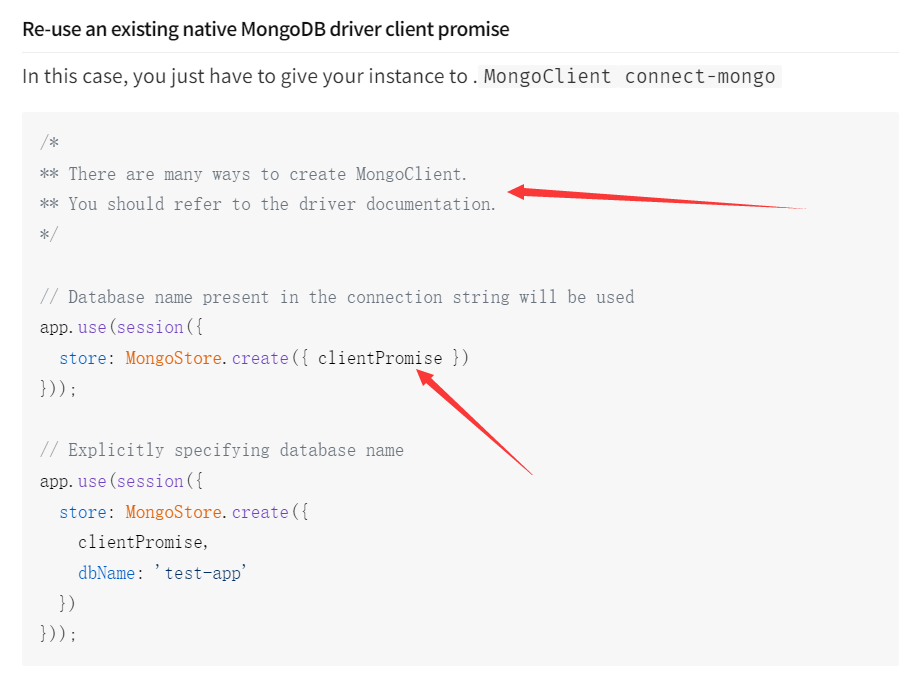 Re-use an existing native MongoDB driver client promise
In this case, you just have to give your instance to . MongoClient connect-mongo
/*
** There are many ways to create MongoClient.
** You should refer to the driver documentation.
*/
// Database name present in the connection string will be used
app.use(session({
  store: MongoStore.create({ clientPromise })
}));
// Explicitly specifying database name
app.use(session({
  store: MongoStore.create({
    clientPromise,
    dbName: 'test-app'
  })
}));